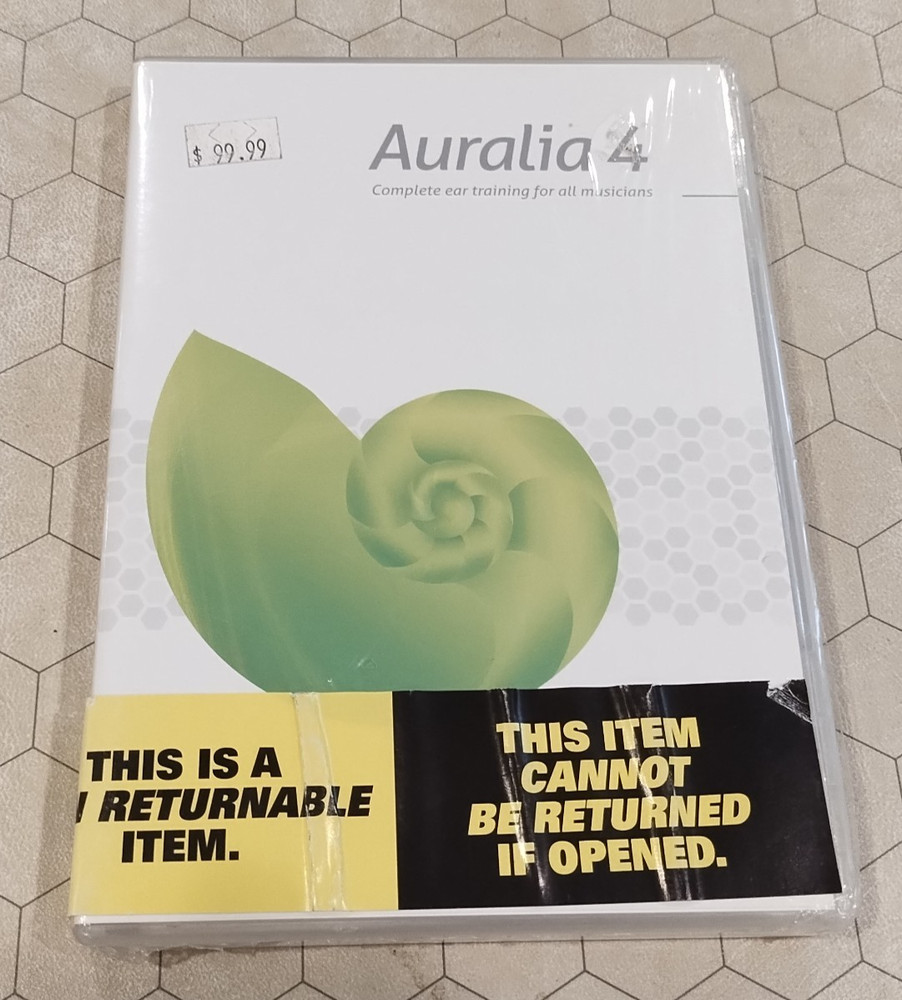 $ 99.99
Auralia 4
Complete ear training for all musicians
THIS IS A
RETURNABLE
ITEM.
THIS ITEM
CANNOT
BE RETURNED
IF OPENED.